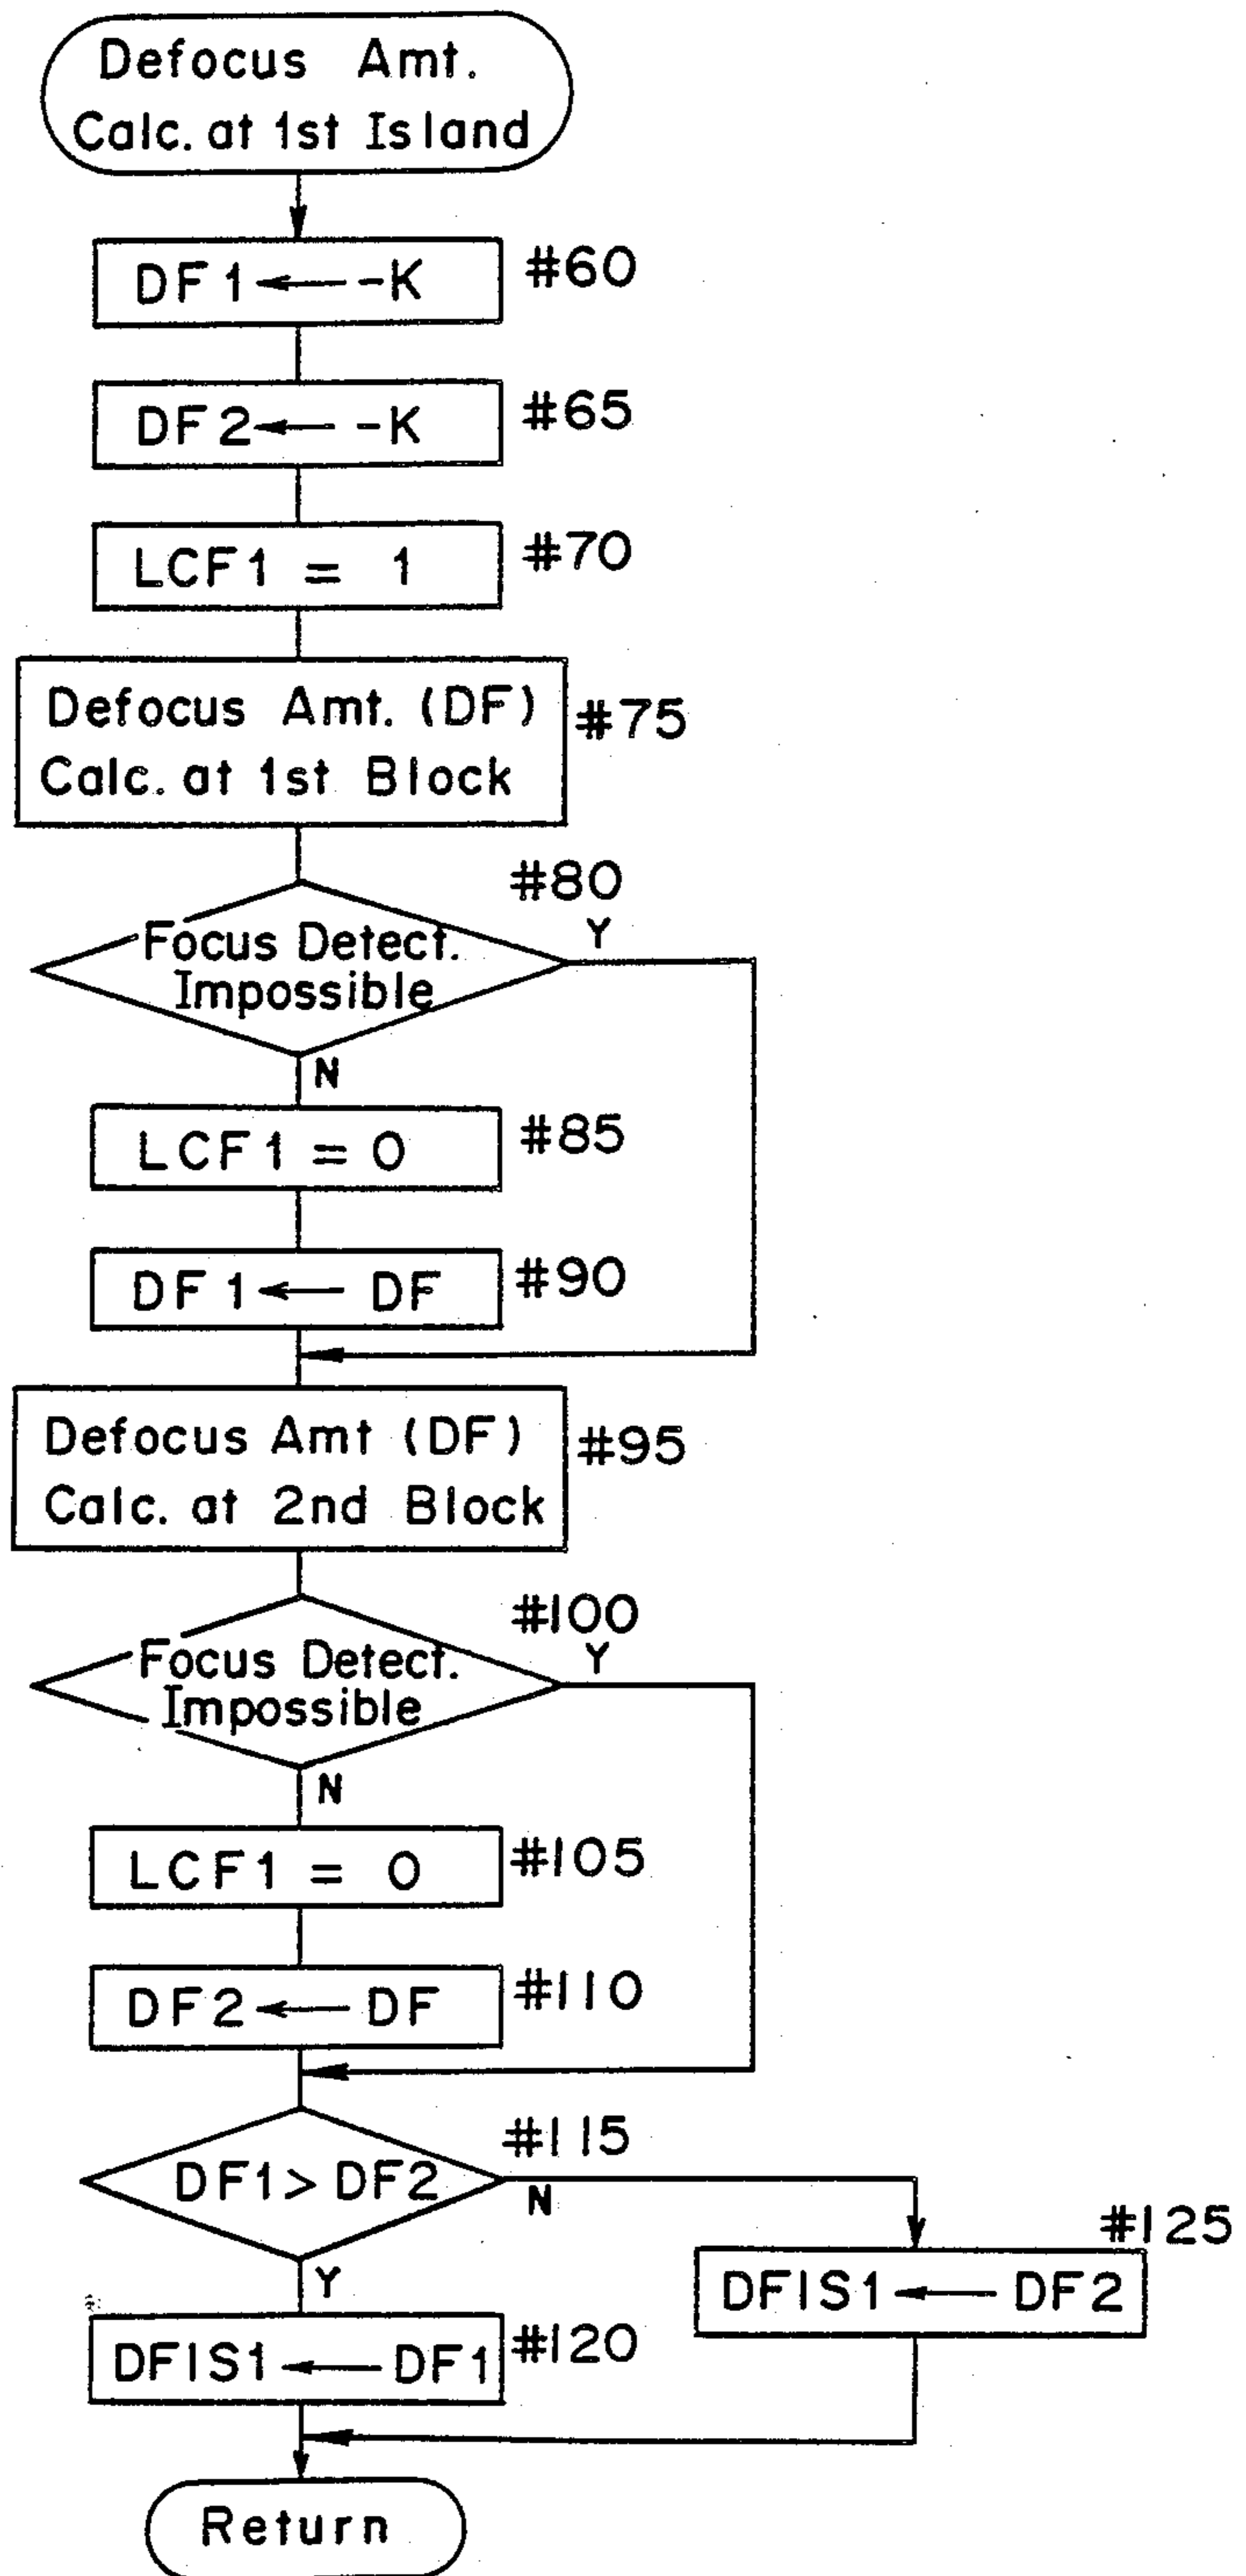 Defocus Amt.
Calc. at 1st Island
DF1 ← -K #60
DF2 ← -K #65
LCF1 = 1 #70
Defocus Amt. (DF) #75
Calc. at 1st Block
#80
Focus Detect. Y
Impossible
N
LCF1 = 0 #85
DF1 ← DF #90
Defocus Amt (DF) #95
Calc. at 2nd Block
#100
Focus Detect. Y
Impossible
N
LCF1 = 0 #105
DF2 ← DF #110
#115
DF1 > DF2 N
#125
Y
DFIS1 ← DF2
DFIS1 ← DF1 #120
Return